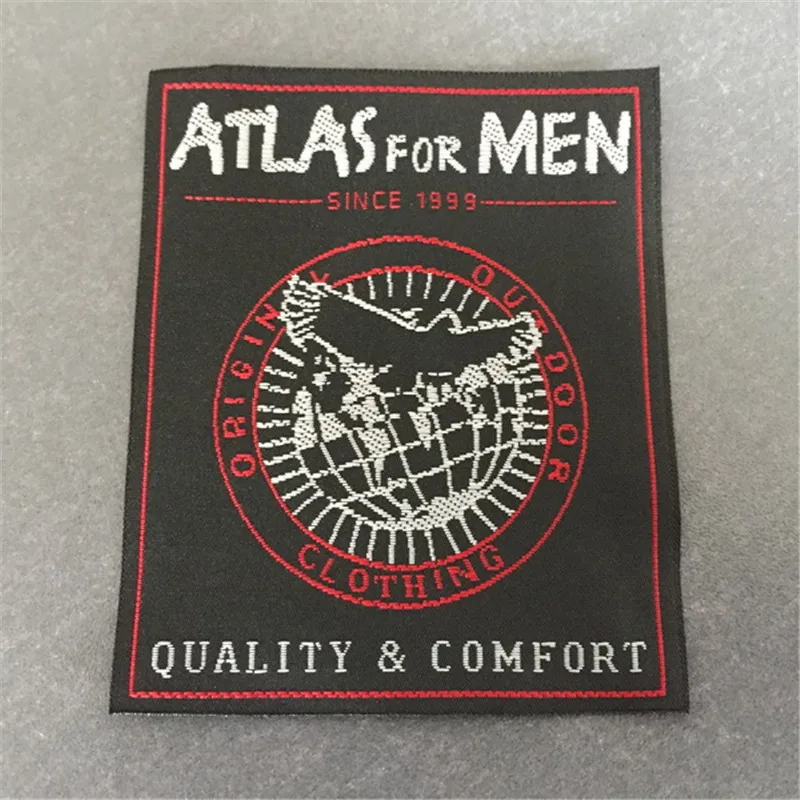 ATLAS FOR MEN
SINCE 1999
OUTDOOR
CLOTHING
QUALITY & COMFORT